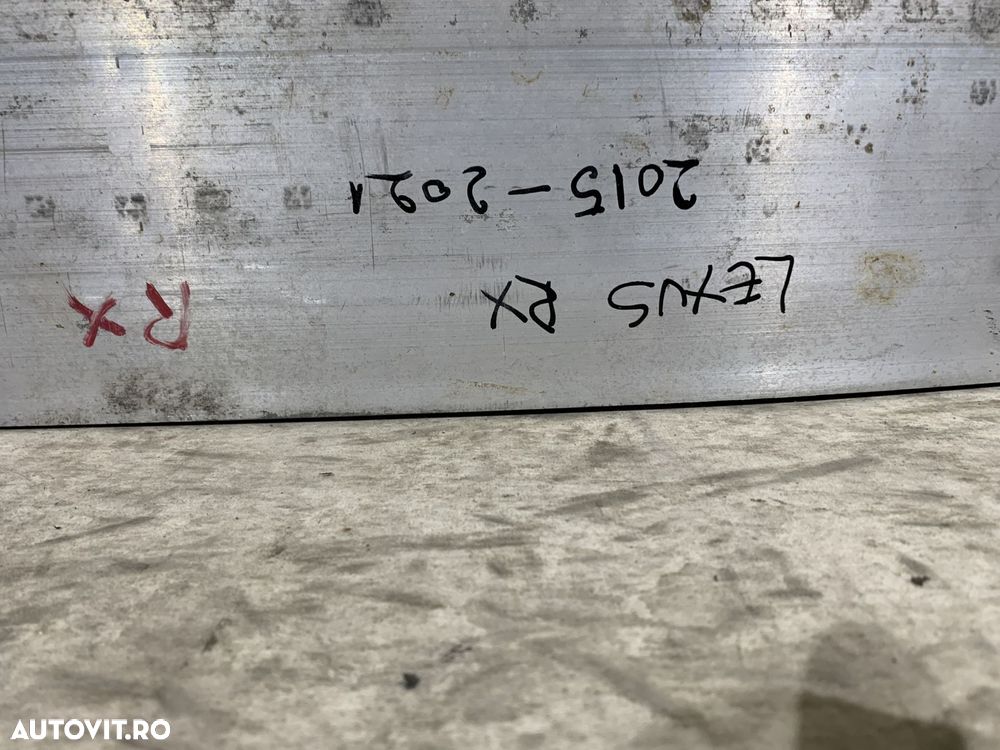 LEXUS RX
2015-2021
RX
AUTOVIT.RO